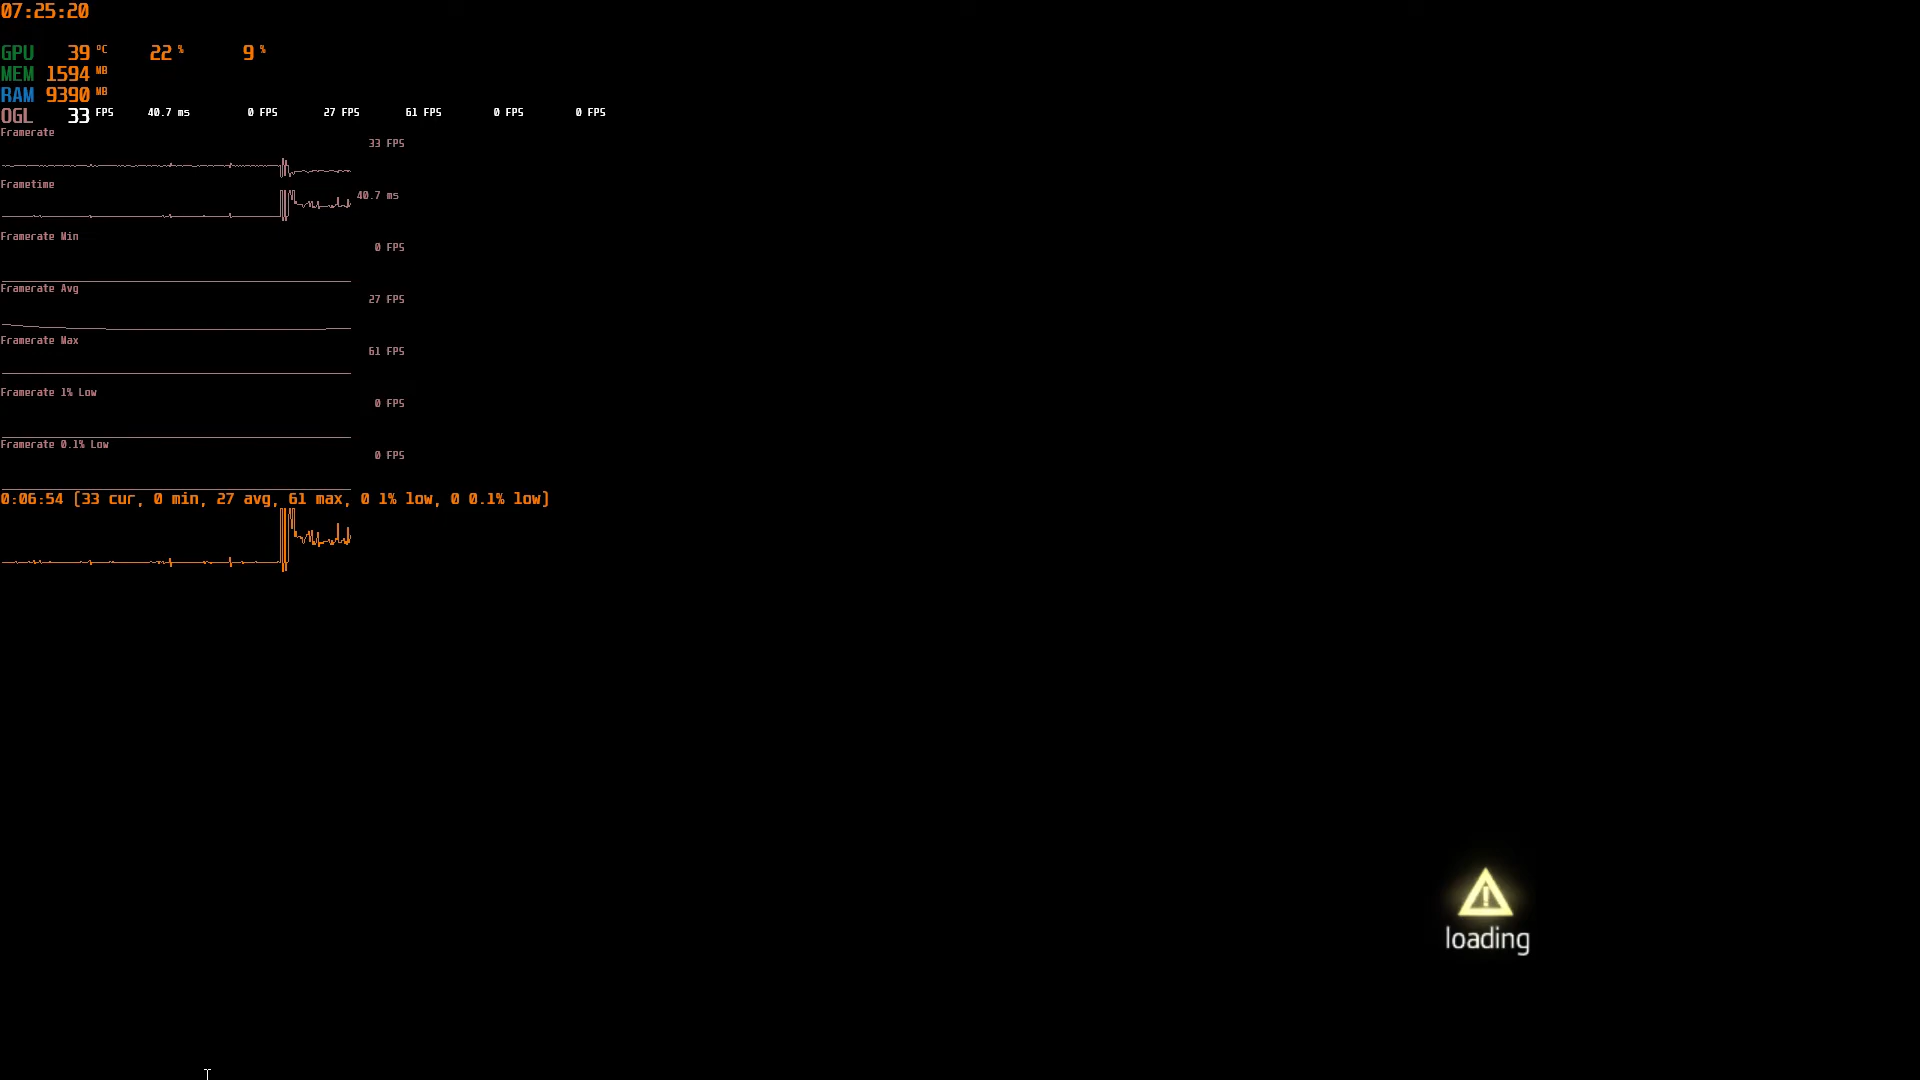 07:25:20
GPU 39 °C 22 % 9 %
MEM 1594 MB
RAM 9390 MB
OGL 33 FPS 40.7 ms 0 FPS 27 FPS 61 FPS 0 FPS 0 FPS
Framerate
33 FPS
Frametime
40.7 ms
Framerate Min
0 FPS
Framerate Avg
27 FPS
Framerate Max
61 FPS
Framerate 1% Low
0 FPS
Framerate 0.1% Low
0 FPS
0:06:54 [33 cur, 0 min, 27 avg, 61 max, 0 1% low, 0 0.1% low]
loading